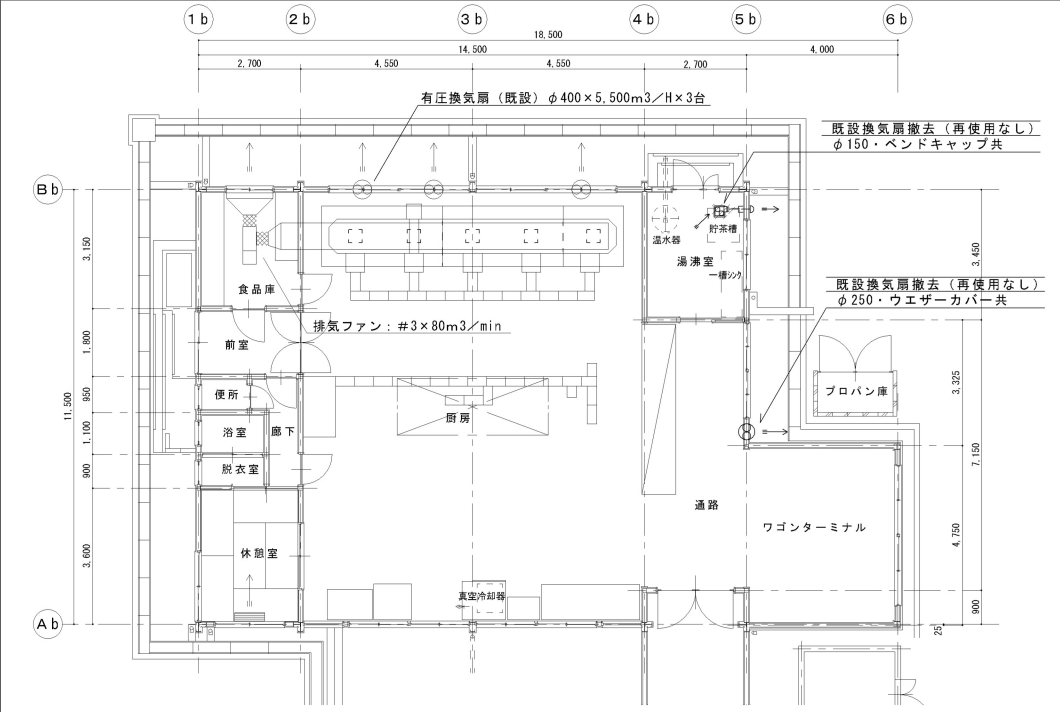 1b
2b
3b
4b
5b
6b
18,500
14,500
4,000
2,700
4,550
4,550
2,700
有圧換気扇（既設）φ400×5,500m3／H×3台
既設換気扇撤去（再使用なし）
φ150・ベンドキャップ共
Bb
3,150
1,800
950
1,100
900
3,600
11,500
食品庫
排気ファン：＃3×80m3/min
前室
便所
浴室
廊下
脱衣室
休憩室
厨房
真空冷却器
温水器
貯茶槽
湯沸室
一槽シンク
既設換気扇撤去（再使用なし）
φ250・ウエザーカバー共
プロパン庫
通路
ワゴンターミナル
3,450
3,325
7,150
4,750
900
25
Ab